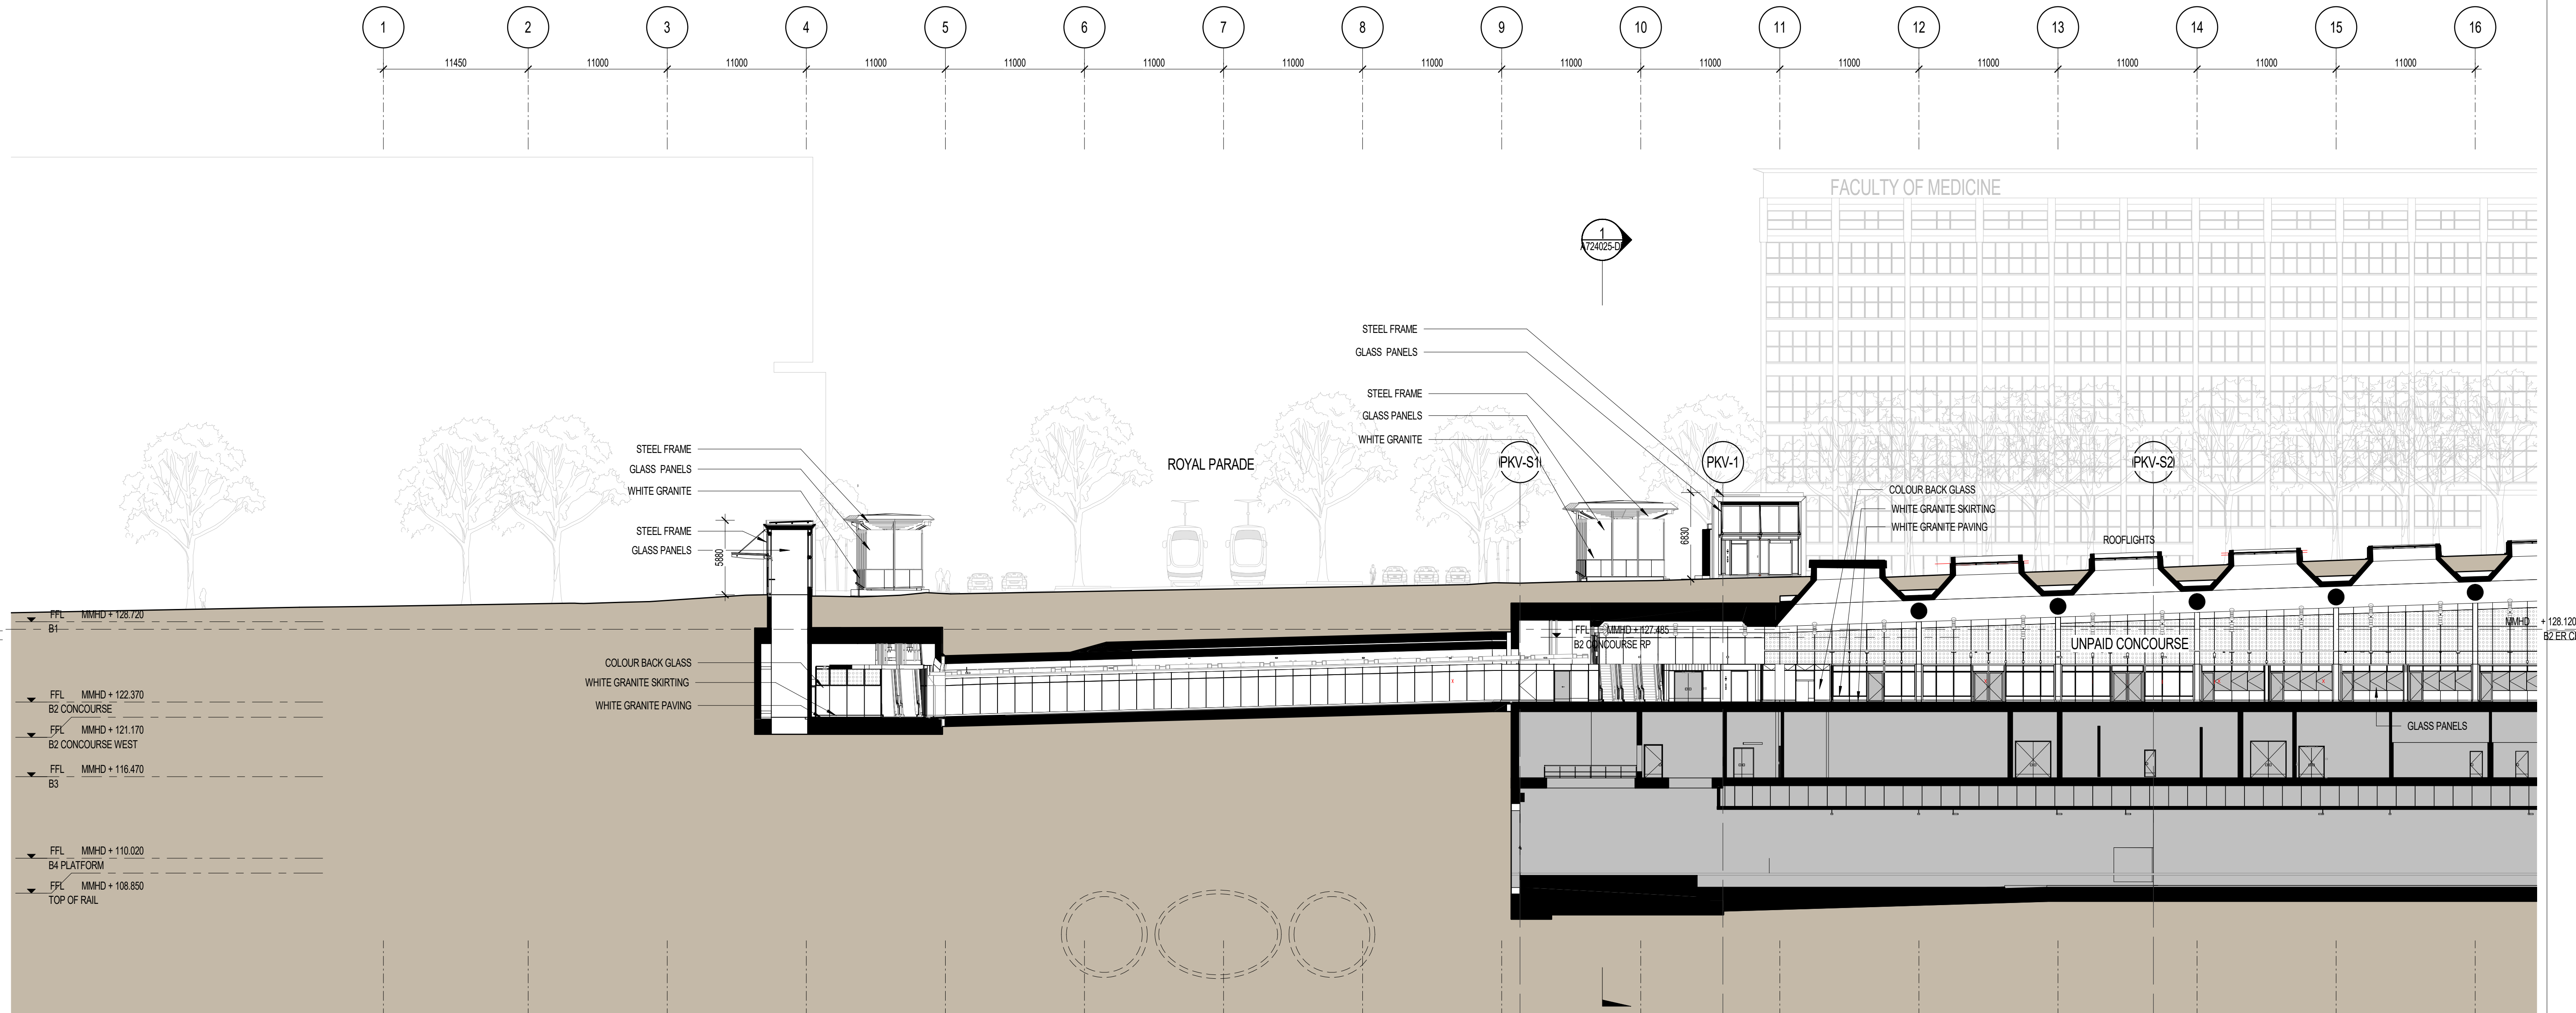 1 2 3 4 5 6 7 8 9 10 11 12 13 14 15 16
11450 11000 11000 11000 11000 11000 11000 11000 11000 11000 11000 11000 11000 11000 11000
FACULTY OF MEDICINE
1
A724025-D
STEEL FRAME
GLASS PANELS
STEEL FRAME
GLASS PANELS
WHITE GRANITE
STEEL FRAME
GLASS PANELS
WHITE GRANITE
STEEL FRAME
GLASS PANELS
5880
ROYAL PARADE
PKV-S1
PKV-1
PKV-S2
6830
COLOUR BACK GLASS
WHITE GRANITE SKIRTING
WHITE GRANITE PAVING
ROOFLIGHTS
FFL MMHD + 128.720
B1
FFL MMHD + 127.485
B2 CONCOURSE RP
UNPAID CONCOURSE
MMHD + 128.120
B2 ER
COLOUR BACK GLASS
WHITE GRANITE SKIRTING
WHITE GRANITE PAVING
FFL MMHD + 122.370
B2 CONCOURSE
FFL MMHD + 121.170
B2 CONCOURSE WEST
GLASS PANELS
FFL MMHD + 116.470
B3
FFL MMHD + 110.020
B4 PLATFORM
FFL MMHD + 108.850
TOP OF RAIL